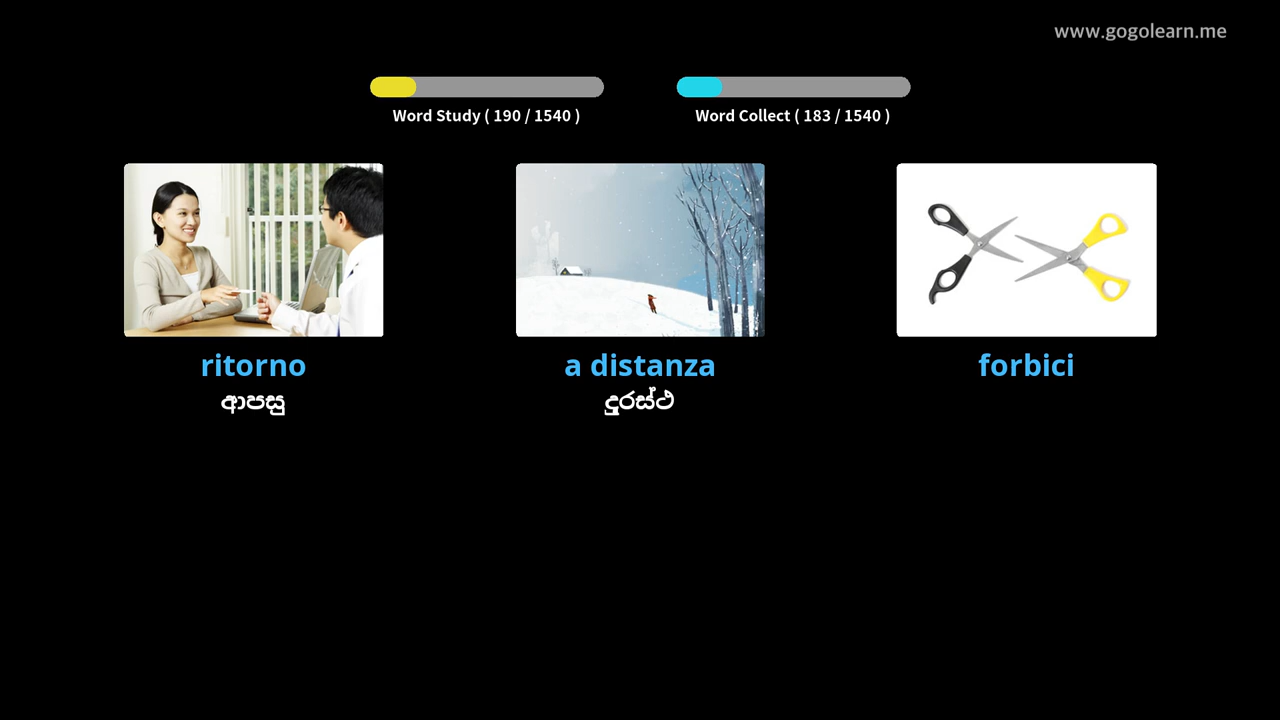 www.gogolearn.me
Word Study ( 190 / 1540 )
Word Collect ( 183 / 1540 )
ritorno
ආපසු
a distanza
දුරස්ථ
forbici